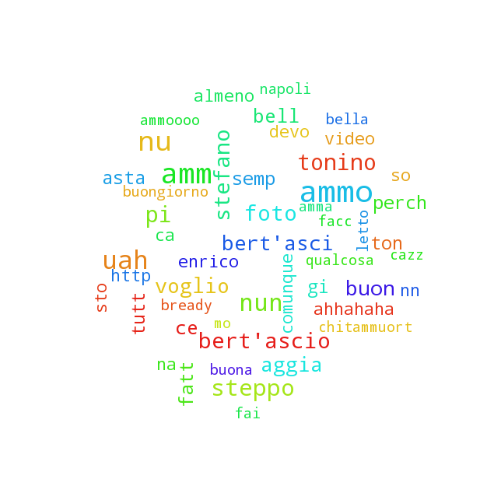 napoli
almeno
ammoooo
bell
bella
nu
stefano
devo
video
tonino
amm
asta
semp
so
buongiorno
ammo
pi
foto
amma
perch
facc
ca
letto
bert'asci
ton
cazz
uah
enrico
qualcosa
http
comunque
voglio
gi
buon
nn
sto
tutt
bready
nun
ahhahaha
ce
mo
chitammuort
bert'ascio
na
fatt
buona
aggia
steppo
fai